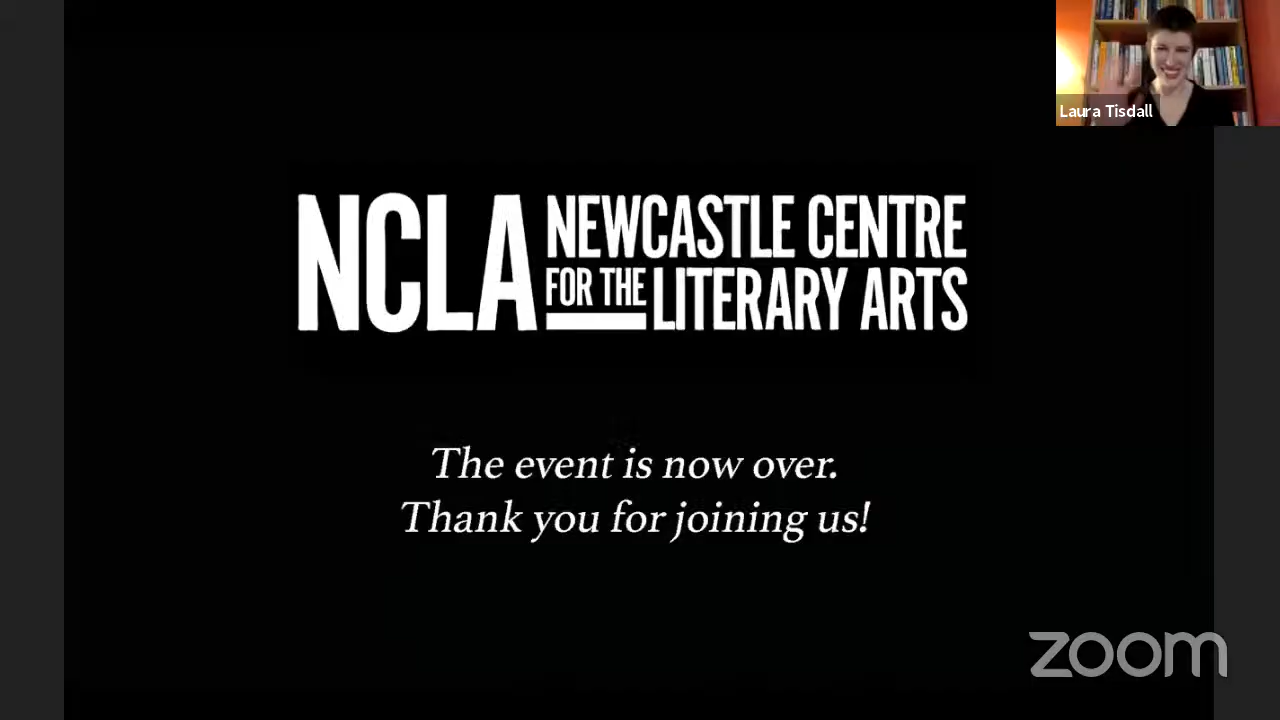 Laura Tisdall
NCLA NEWCASTLE CENTRE
FOR THE LITERARY ARTS
The event is now over.
Thank you for joining us!
zoom